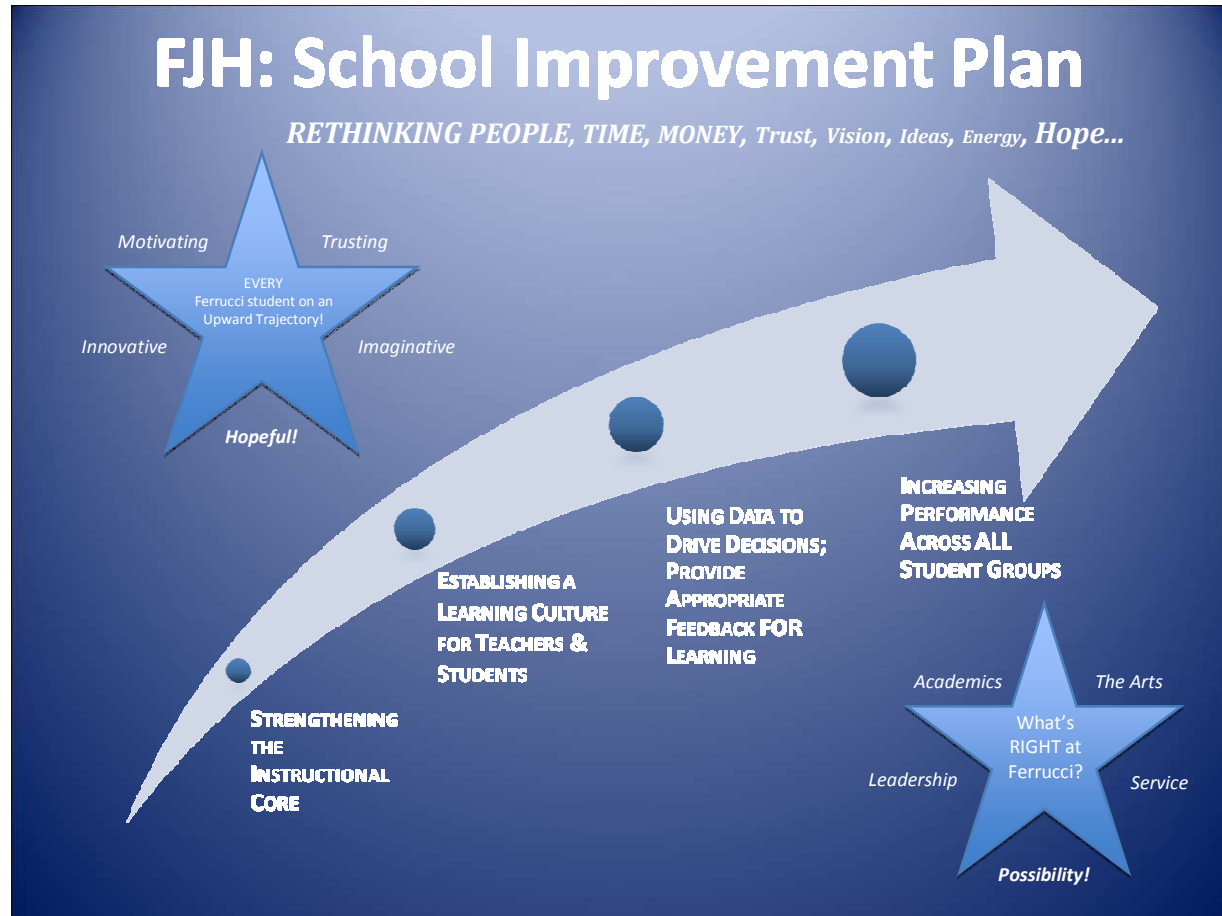 FJH: School Improvement Plan
RETHINKING PEOPLE, TIME, MONEY, Trust, Vision, Ideas, Energy, Hope...
Motivating
Trusting
EVERY
Ferrucci student on an
Upward Trajectory!
Innovative
Imaginative
Hopeful!
STRENGTHENING
THE
INSTRUCTIONAL
CORE
ESTABLISHING A
LEARNING CULTURE
FOR TEACHERS &
STUDENTS
USING DATA TO
DRIVE DECISIONS;
PROVIDE
APPROPRIATE
FEEDBACK FOR
LEARNING
INCREASING
PERFORMANCE
ACROSS ALL
STUDENT GROUPS
Academics
The Arts
What's
RIGHT at
Ferrucci?
Leadership
Service
Possibility!